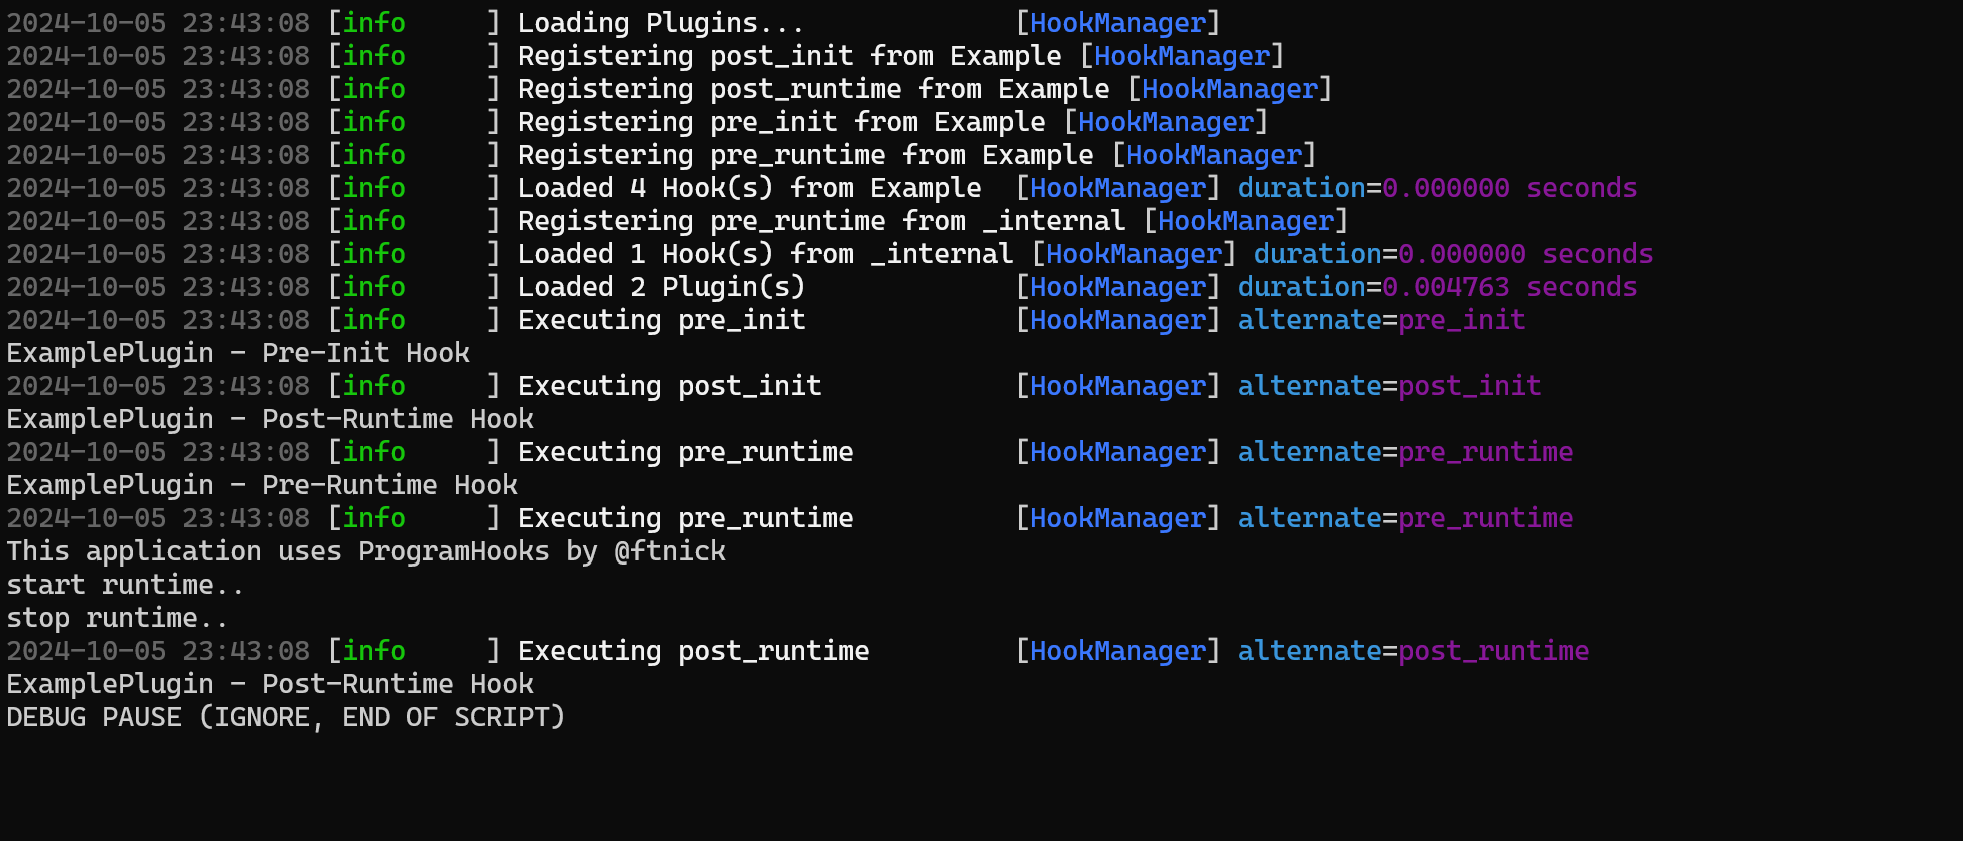 2024-10-05 23:43:08 [info     ] Loading Plugins...             [HookManager]
2024-10-05 23:43:08 [info     ] Registering post_init from Example [HookManager]
2024-10-05 23:43:08 [info     ] Registering post_runtime from Example [HookManager]
2024-10-05 23:43:08 [info     ] Registering pre_init from Example [HookManager]
2024-10-05 23:43:08 [info     ] Registering pre_runtime from Example [HookManager]
2024-10-05 23:43:08 [info     ] Loaded 4 Hook(s) from Example  [HookManager] duration=0.000000 seconds
2024-10-05 23:43:08 [info     ] Registering pre_runtime from _internal [HookManager]
2024-10-05 23:43:08 [info     ] Loaded 1 Hook(s) from _internal [HookManager] duration=0.000000 seconds
2024-10-05 23:43:08 [info     ] Loaded 2 Plugin(s)             [HookManager] duration=0.004763 seconds
2024-10-05 23:43:08 [info     ] Executing pre_init             [HookManager] alternate=pre_init
ExamplePlugin - Pre-Init Hook
2024-10-05 23:43:08 [info     ] Executing post_init            [HookManager] alternate=post_init
ExamplePlugin - Post-Runtime Hook
2024-10-05 23:43:08 [info     ] Executing pre_runtime          [HookManager] alternate=pre_runtime
ExamplePlugin - Pre-Runtime Hook
2024-10-05 23:43:08 [info     ] Executing pre_runtime          [HookManager] alternate=pre_runtime
This application uses ProgramHooks by @ftnick
start runtime..
stop runtime..
2024-10-05 23:43:08 [info     ] Executing post_runtime         [HookManager] alternate=post_runtime
ExamplePlugin - Post-Runtime Hook
DEBUG PAUSE (IGNORE, END OF SCRIPT)